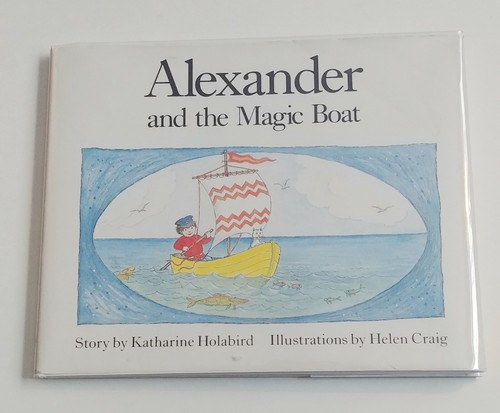 Alexander
and the Magic Boat
Story by Katharine Holabird Illustrations by Helen Craig